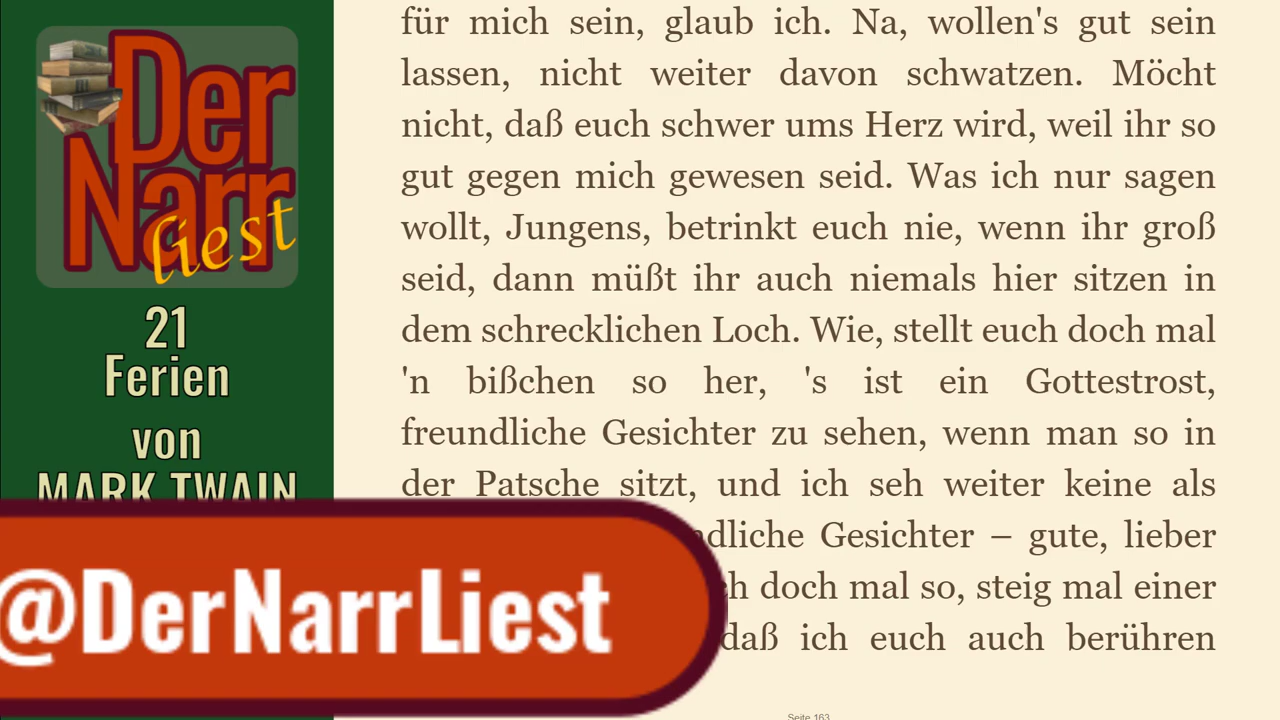 Der
Narr
liest
21
Ferien
von
MARK TWAIN
@DerNarrLiest
für mich sein, glaub ich. Na, wollen's gut sein
lassen, nicht weiter davon schwatzen. Möcht
nicht, daß euch schwer ums Herz wird, weil ihr so
gut gegen mich gewesen seid. Was ich nur sagen
wollt, Jungens, betrinkt euch nie, wenn ihr groß
seid, dann müßt ihr auch niemals hier sitzen in
dem schrecklichen Loch. Wie, stellt euch doch mal
'n bißchen so her, 's ist ein Gottestrost,
freundliche Gesichter zu sehen, wenn man so in
der Patsche sitzt, und ich seh weiter keine als
Gesichter – gute, lieber
doch mal so, steig mal einer
daß ich euch auch berühren
Seite 163